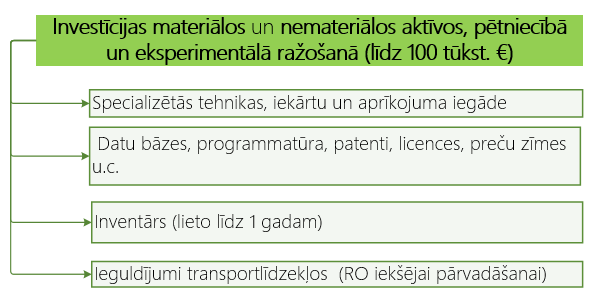 Investīcijas materiālos un nemateriālos aktīvos, pētniecībā
un eksperimentālā ražošanā (līdz 100 tūkst. €)
Specializētās tehnikas, iekārtu un aprīkojuma iegāde
Datu bāzes, programmatūra, patenti, licences, preču zīmes
u.c.
Inventārs (lieto līdz 1 gadam)
Ieguldījumi transportlīdzekļos (RO iekšējai pārvadāšanai)